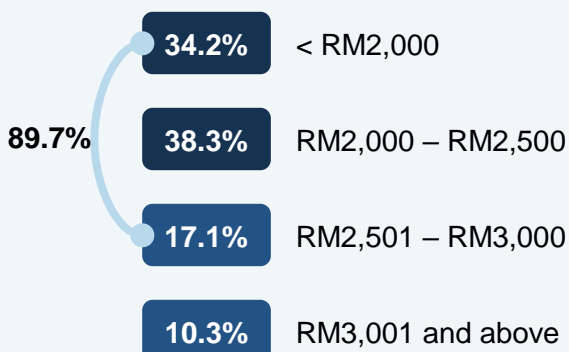 34.2% < RM2,000
89.7% 38.3% RM2,000 – RM2,500
17.1% RM2,501 – RM3,000
10.3% RM3,001 and above